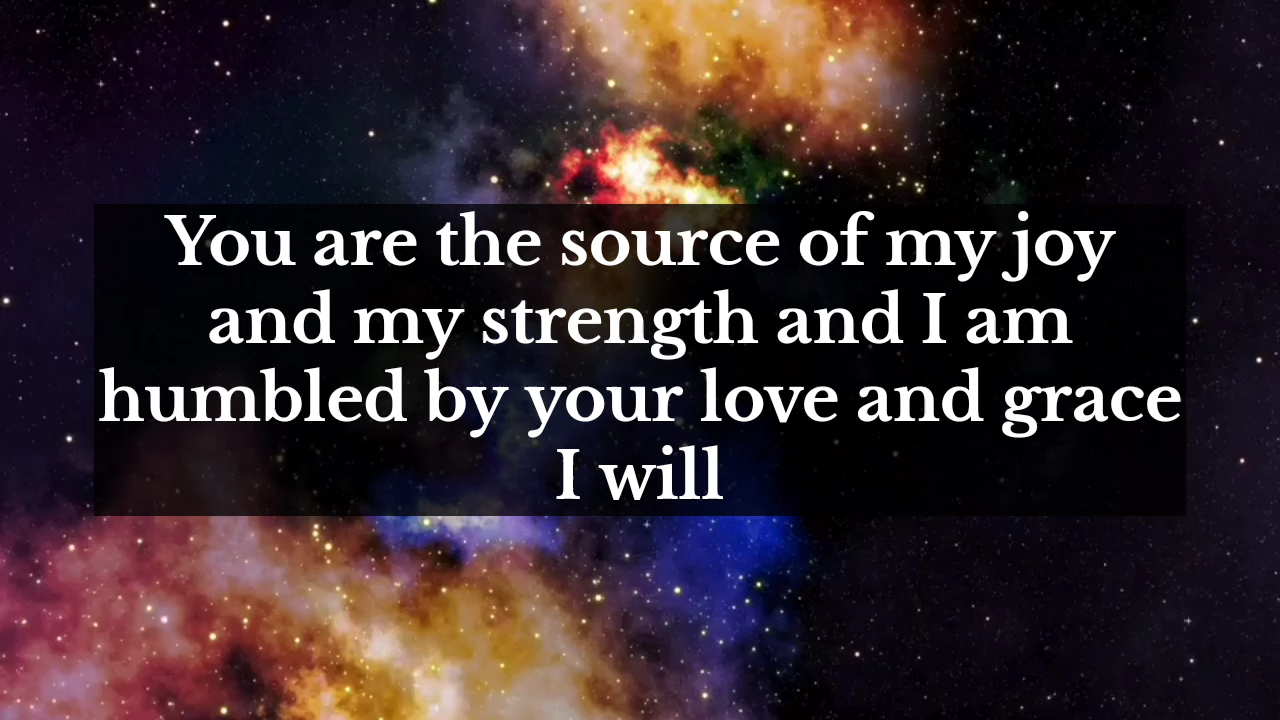 You are the source of my joy
and my strength and I am
humbled by your love and grace
I will